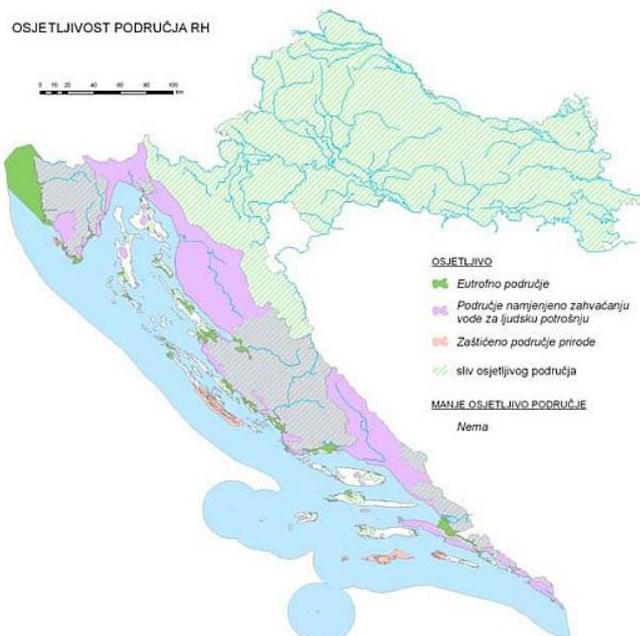 OSJETLJIVOST PODRUČJA RH
0 10 20 40 60 80 100
km
OSJETLJIVO
Eutrofno područje
Područje namjenjeno zahvaćanju
vode za ljudsku potrošnju
Zaštićeno područje prirode
sliv osjetljivog područja
MANJE OSJETLJIVO PODRUČJE
Nema